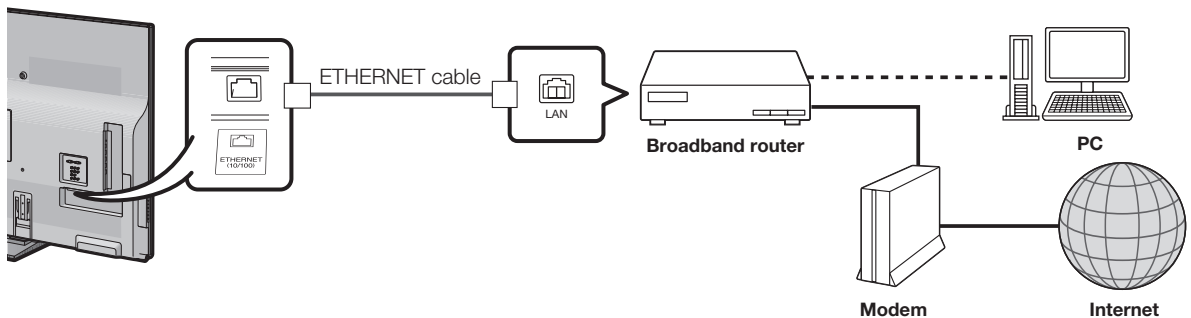 ETHERNET cable
ETHERNET
(10/100)
LAN
Broadband router
PC
Modem
Internet